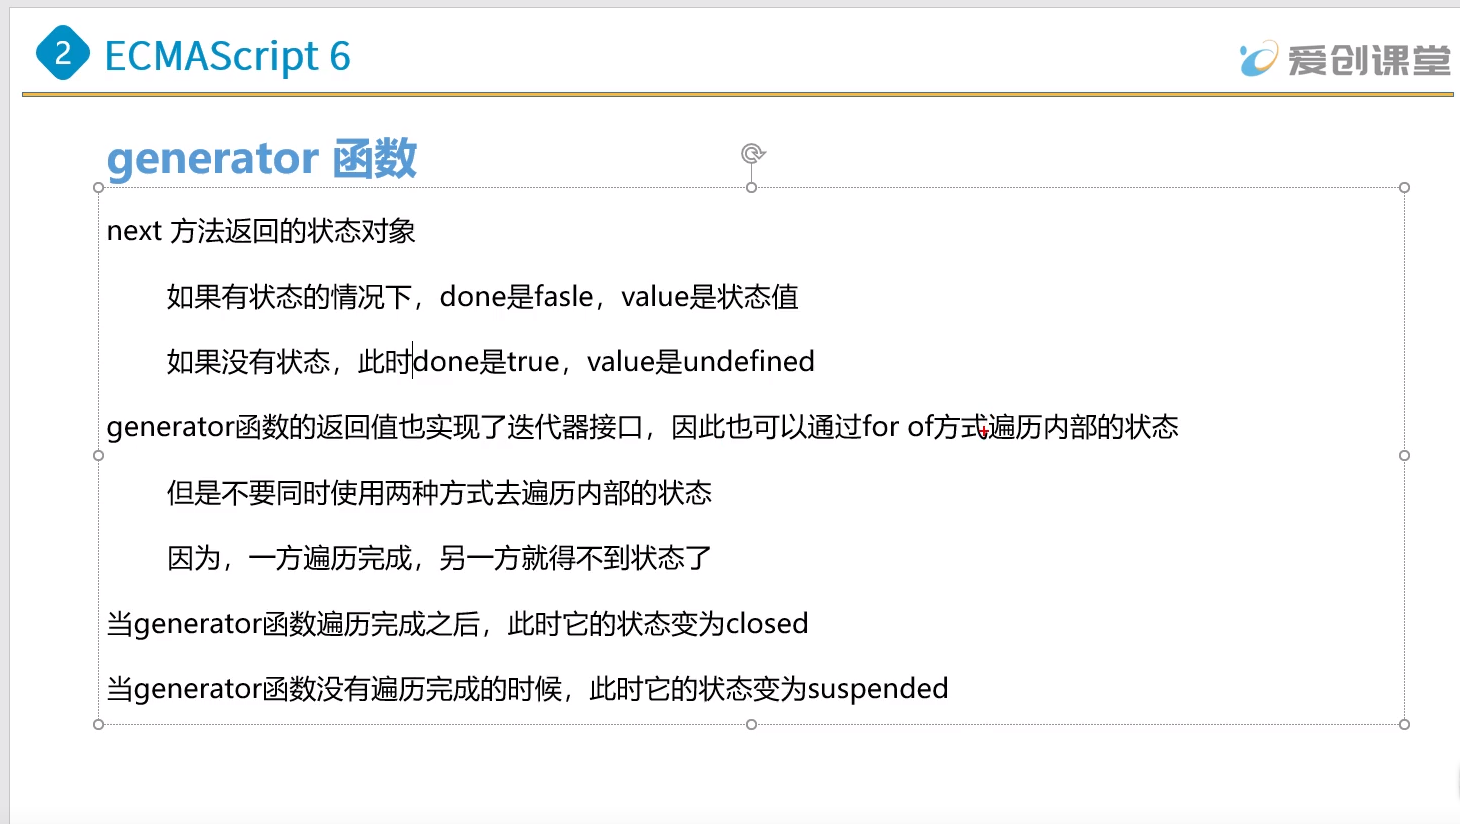 2 ECMAScript 6
爱创课堂
generator 函数
next 方法返回的状态对象
如果有状态的情况下，done是fasle，value是状态值
如果没有状态，此时done是true，value是undefined
generator函数的返回值也实现了迭代器接口，因此也可以通过for of方式遍历内部的状态
但是不要同时使用两种方式去遍历内部的状态
因为，一方遍历完成，另一方就得不到状态了
当generator函数遍历完成之后，此时它的状态变为closed
当generator函数没有遍历完成的时候，此时它的状态变为suspended